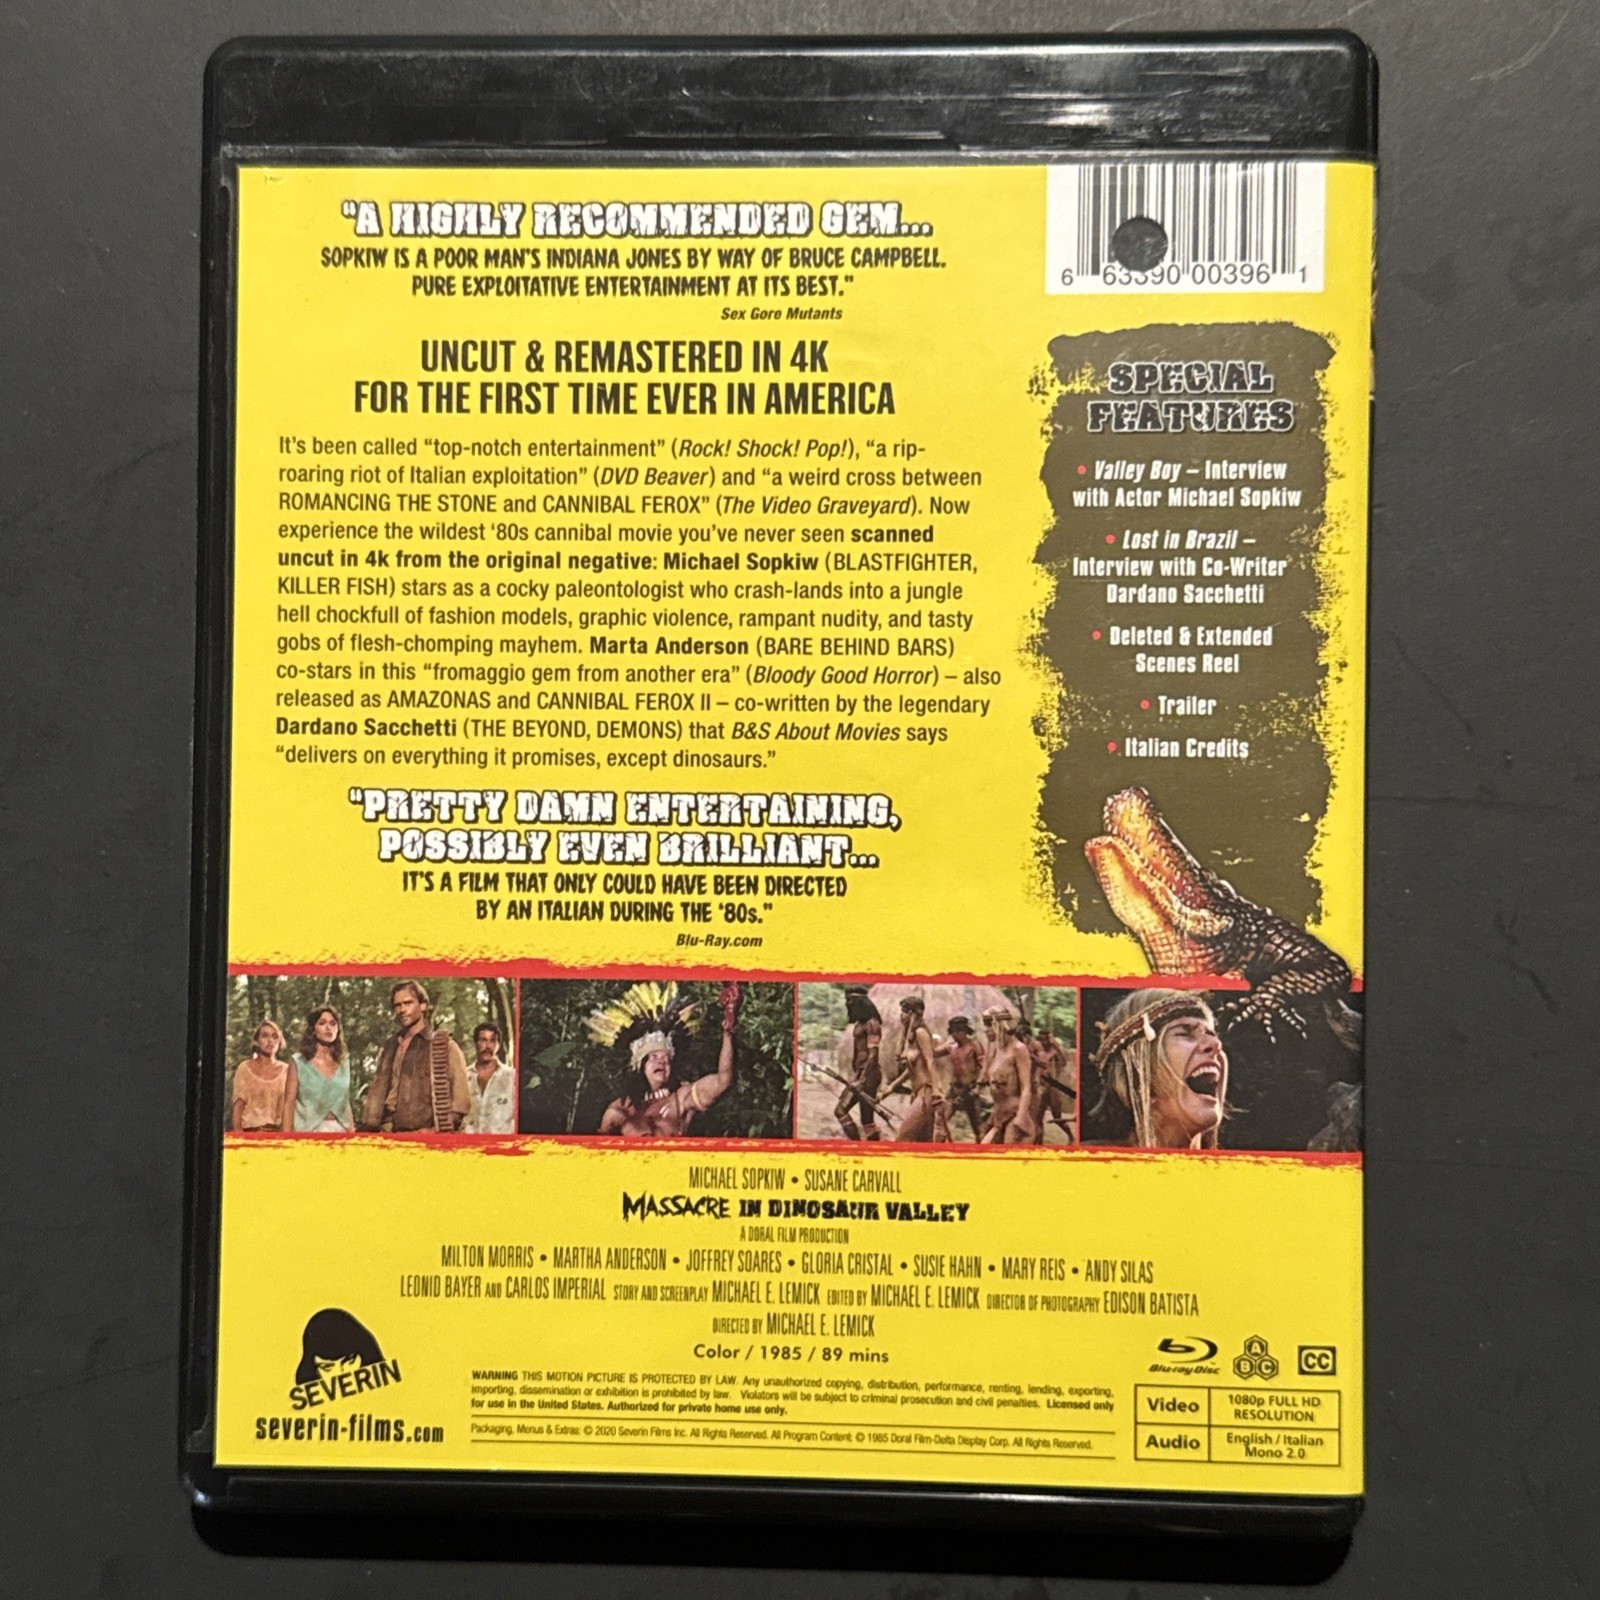 "A HIGHLY RECOMMENDED GEM...
SOPKIW IS A POOR MAN'S INDIANA JONES BY WAY OF BRUCE CAMPBELL.
PURE EXPLOITATIVE ENTERTAINMENT AT ITS BEST."
Sex Gore Mutants
UNCUT & REMASTERED IN 4K
FOR THE FIRST TIME EVER IN AMERICA
It's been called "top-notch entertainment" (Rock! Shock! Pop!), "a rip-
roaring riot of Italian exploitation" (DVD Beaver) and "a weird cross between
ROMANCING THE STONE and CANNIBAL FEROX" (The Video Graveyard). Now
experience the wildest '80s cannibal movie you've never seen scanned
uncut in 4k from the original negative: Michael Sopkiw (BLASTFIGHTER,
KILLER FISH) stars as a cocky paleontologist who crash-lands into a jungle
hell chockfull of fashion models, graphic violence, rampant nudity, and tasty
gobs of flesh-chomping mayhem. Marta Anderson (BARE BEHIND BARS)
co-stars in this "fromaggio gem from another era" (Bloody Good Horror) – also
released as AMAZONAS and CANNIBAL FEROX II – co-written by the legendary
Dardano Sacchetti (THE BEYOND, DEMONS) that B&S About Movies says
"delivers on everything it promises, except dinosaurs."
"PRETTY DAMN ENTERTAINING,
POSSIBLY EVEN BRILLIANT...
IT'S A FILM THAT ONLY COULD HAVE BEEN DIRECTED
BY AN ITALIAN DURING THE '80s."
Blu-Ray.com
6 63390 00396 1
SPECIAL
FEATURES
• Valley Boy – Interview
with Actor Michael Sopkiw
• Lost in Brazil –
Interview with Co-Writer
Dardano Sacchetti
• Deleted & Extended
Scenes Reel
• Trailer
• Italian Credits
MICHAEL SOPKIW • SUSANE CARVALL
MASSACRE IN DINOSAUR VALLEY
A DORAL FILM PRODUCTION
MILTON MORRIS • MARTHA ANDERSON • JOFFREY SOARES • GLORIA CRISTAL • SUSIE HAHN • MARY REIS • ANDY SILAS
LEONID BAYER AND CARLOS IMPERIAL STORY AND SCREENPLAY MICHAEL E. LEMICK EDITED BY MICHAEL E. LEMICK DIRECTOR OF PHOTOGRAPHY EDISON BATISTA
DIRECTED BY MICHAEL E. LEMICK
Color / 1985 / 89 mins
SEVERIN
severin-films.com
WARNING THIS MOTION PICTURE IS PROTECTED BY LAW. Any unauthorized copying, distribution, performance, renting, lending, exporting,
importing, dissemination or exhibition is prohibited by law. Violators will be subject to criminal prosecution and civil penalties. Licensed only
for use in the United States. Authorized for private home use only.
Packaging, Menus & Extras: © 2020 Severin Films Inc. All Rights Reserved. All Program Content: © 1985 Doral Film-Delta Display Corp. All Rights Reserved.
Blu-ray Disc
A
B C
CC
Video 1080p FULL HD
RESOLUTION
Audio English / Italian
Mono 2.0